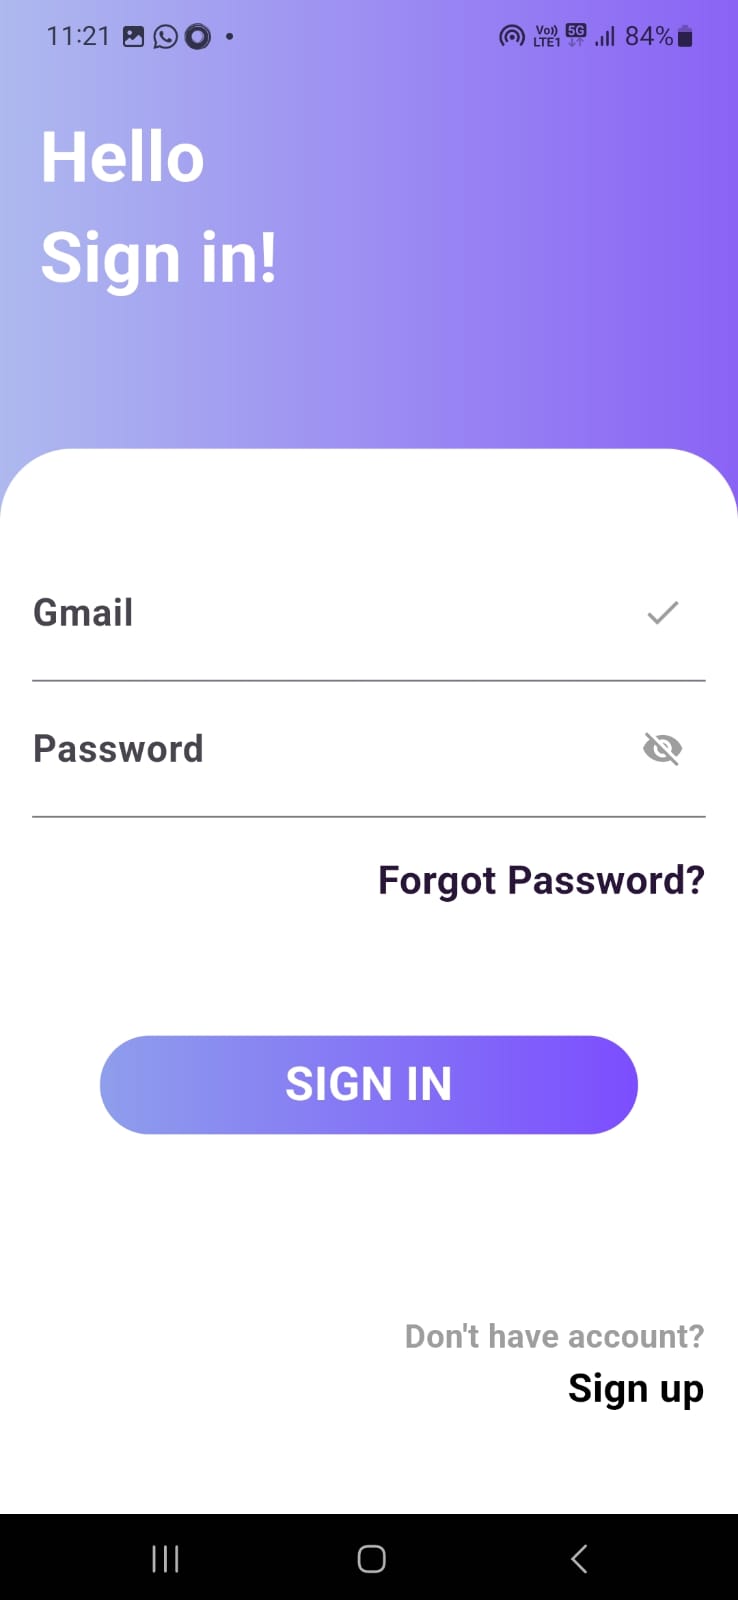 11:21 Vo)) LTE1 5G 84%
Hello
Sign in!
Gmail
Password
Forgot Password?
SIGN IN
Don't have account?
Sign up